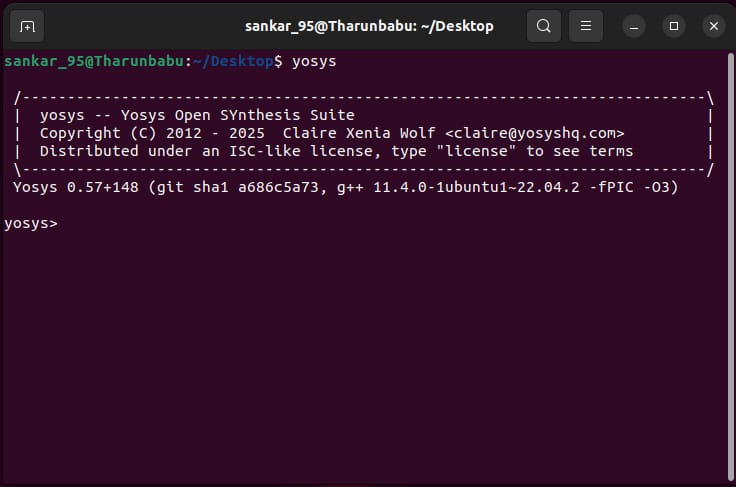 sankar_95@Tharunbabu: ~/Desktop
sankar_95@Tharunbabu:~/Desktop$ yosys
/----------------------------------------------------------------------------\
|  yosys -- Yosys Open SYnthesis Suite                                       |
|  Copyright (C) 2012 - 2025  Claire Xenia Wolf <claire@yosyshq.com>         |
|  Distributed under an ISC-like license, type "license" to see terms        |
\----------------------------------------------------------------------------/
Yosys 0.57+148 (git sha1 a686c5a73, g++ 11.4.0-1ubuntu1~22.04.2 -fPIC -O3)
yosys>